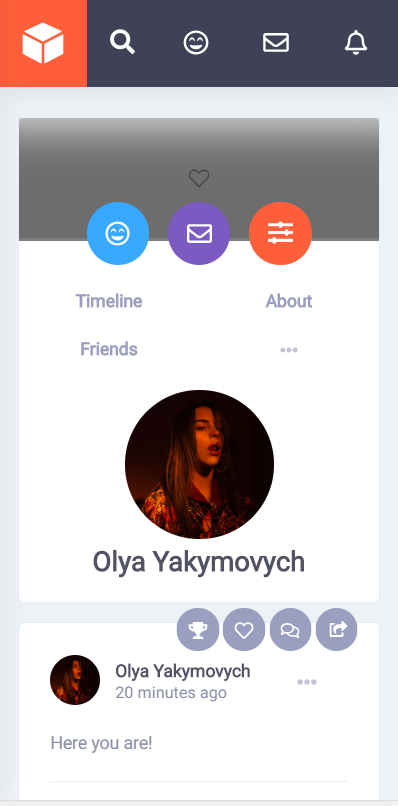 Timeline
About
Friends
Olya Yakymovych
Olya Yakymovych
20 minutes ago
Here you are!